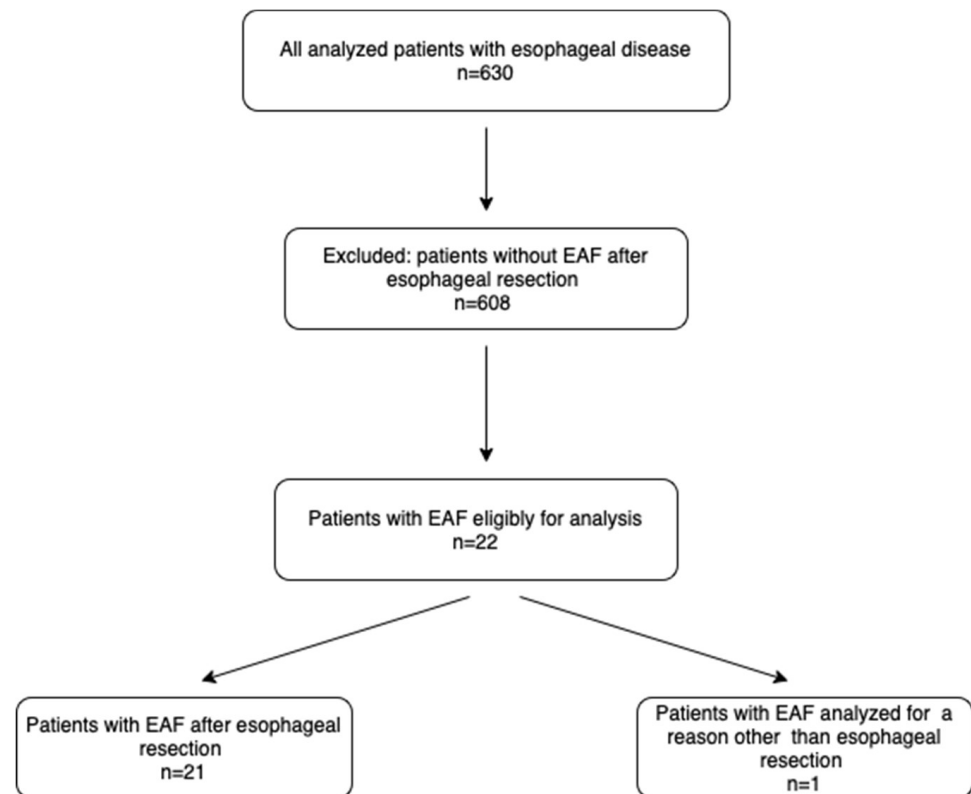 All analyzed patients with esophageal disease
n=630
Excluded: patients without EAF after
esophageal resection
n=608
Patients with EAF eligibly for analysis
n=22
Patients with EAF after esophageal
resection
n=21
Patients with EAF analyzed for a
reason other than esophageal
resection
n=1